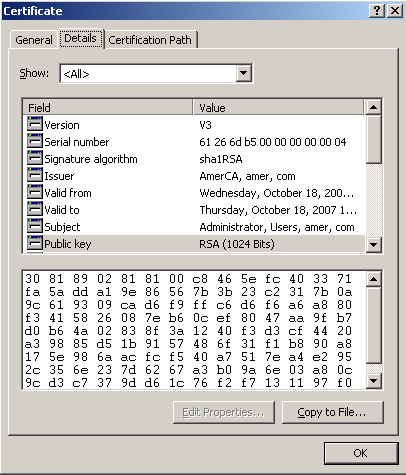 Certificate
General Details Certification Path
Show: <All>
Field Value
Version V3
Serial number 61 26 6d b5 00 00 00 00 00 04
Signature algorithm sha1RSA
Issuer AmerCA, amer, com
Valid from Wednesday, October 18, 200...
Valid to Thursday, October 18, 2007 1...
Subject Administrator, Users, amer, com
Public key RSA (1024 Bits)
30 81 89 02 81 81 00 c8 46 5e fc 40 33 71
fa 5a dd a1 9e 86 56 7b 3b 23 c2 31 7b 0a
9c 61 93 09 ca d6 f9 ff c6 d6 f6 a6 a8 80
f3 41 58 26 08 7e b6 0c ef 80 47 aa 9f b7
d0 b6 4a 02 83 8f 3a 12 40 f3 d3 cf 44 20
a3 98 85 d5 1b 91 57 48 6f 31 f1 b8 90 a8
17 5e 98 6a ac fc f5 40 a7 51 7e a4 e2 95
2c 35 6e 23 7d 62 67 a3 b0 9a 6e 03 a8 0c
9c d3 c7 37 9d d6 1c 76 f2 f7 13 11 97 f0
Edit Properties... Copy to File...
OK